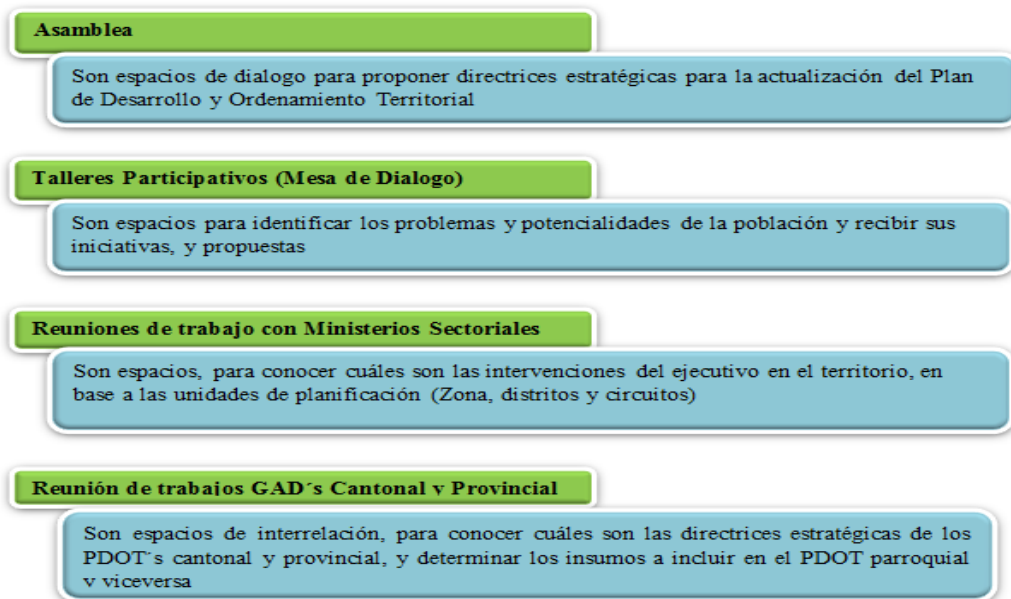 Asamblea
Son espacios de dialogo para proponer directrices estratégicas para la actualización del Plan
de Desarrollo y Ordenamiento Territorial
Talleres Participativos (Mesa de Dialogo)
Son espacios para identificar los problemas y potencialidades de la población y recibir sus
iniciativas, y propuestas
Reuniones de trabajo con Ministerios Sectoriales
Son espacios, para conocer cuáles son las intervenciones del ejecutivo en el territorio, en
base a las unidades de planificación (Zona, distritos y circuitos)
Reunión de trabajos GAD´s Cantonal y Provincial
Son espacios de interrelación, para conocer cuáles son las directrices estratégicas de los
PDOT´s cantonal y provincial, y determinar los insumos a incluir en el PDOT parroquial
y viceversa